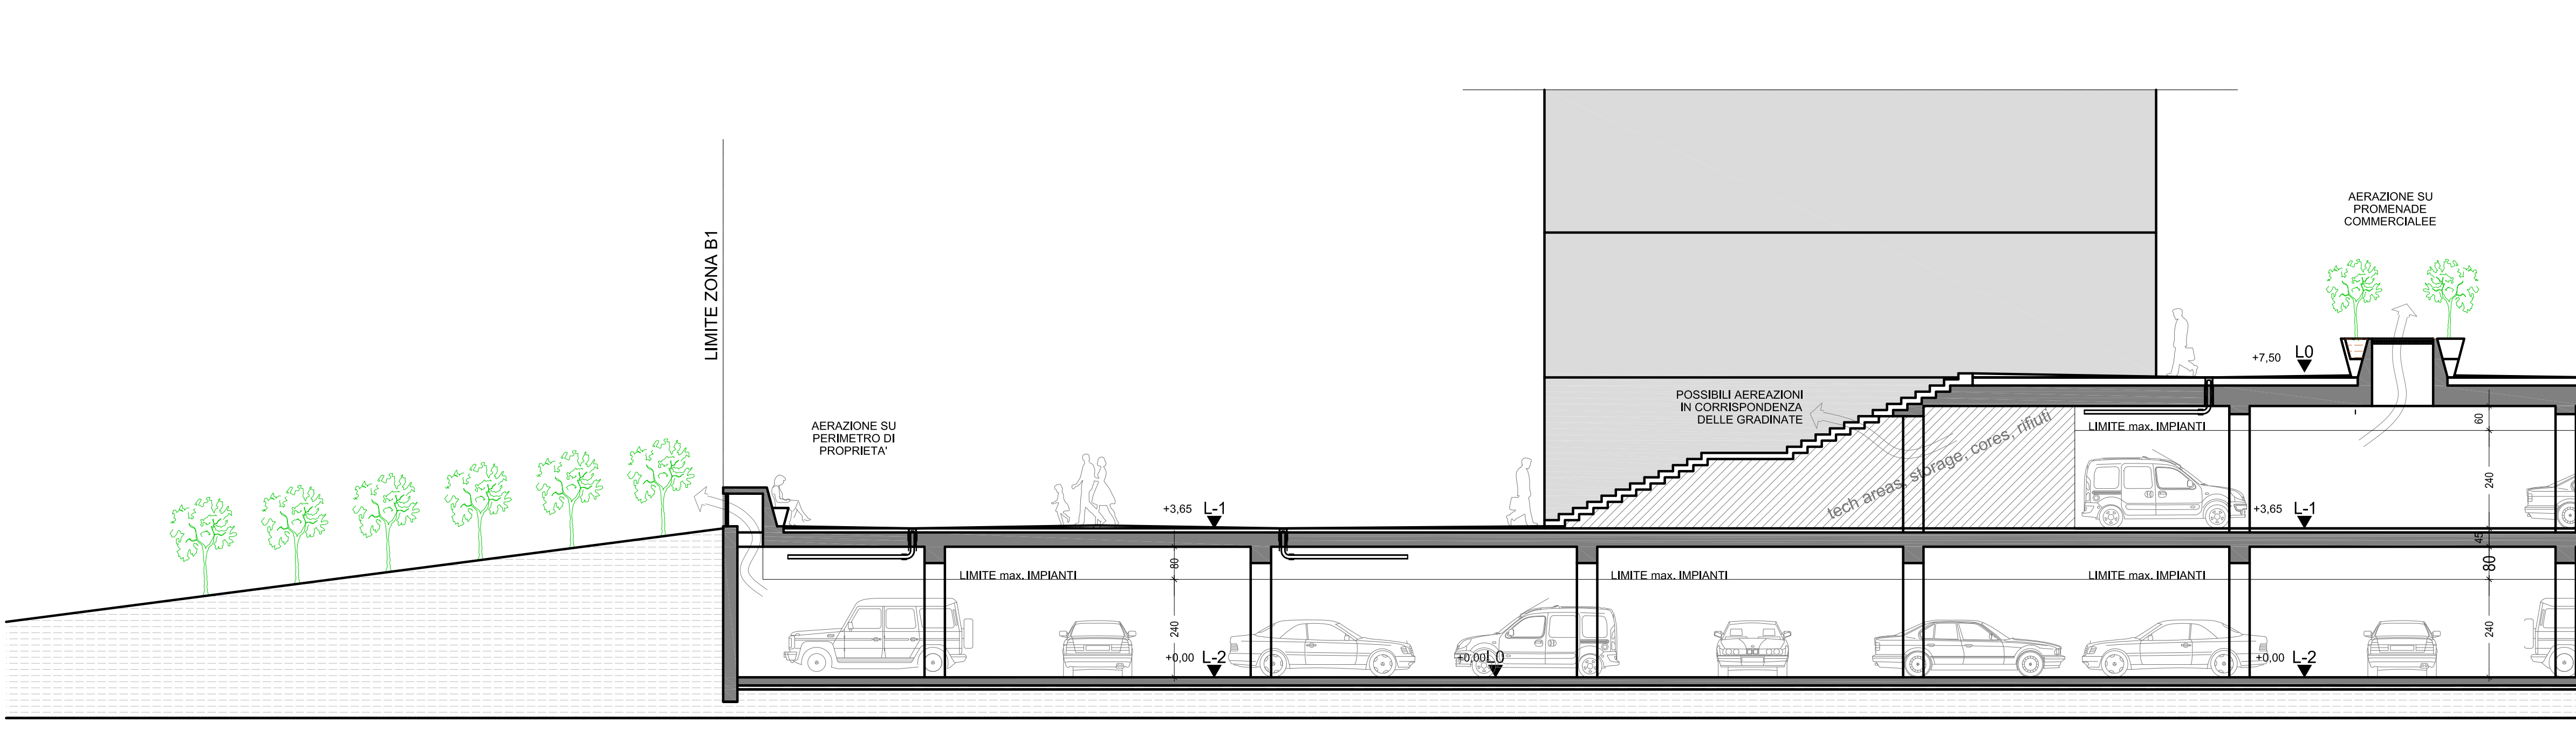 AERAZIONE SU
PROMENADE
COMMERCIALEE
LIMITE ZONA B1
+7,50 L0
POSSIBILI AEREAZIONI
IN CORRISPONDENZA
DELLE GRADINATE
AERAZIONE SU
PERIMETRO DI
PROPRIETA'
tech areas, storage, cores, rifiuti
LIMITE max. IMPIANTI
60
240
+3,65 L-1
+3,65 L-1
45
80
80
LIMITE max. IMPIANTI
LIMITE max. IMPIANTI
LIMITE max. IMPIANTI
240
240
+0,00 L-2
+0,00 L0
+0,00 L-2